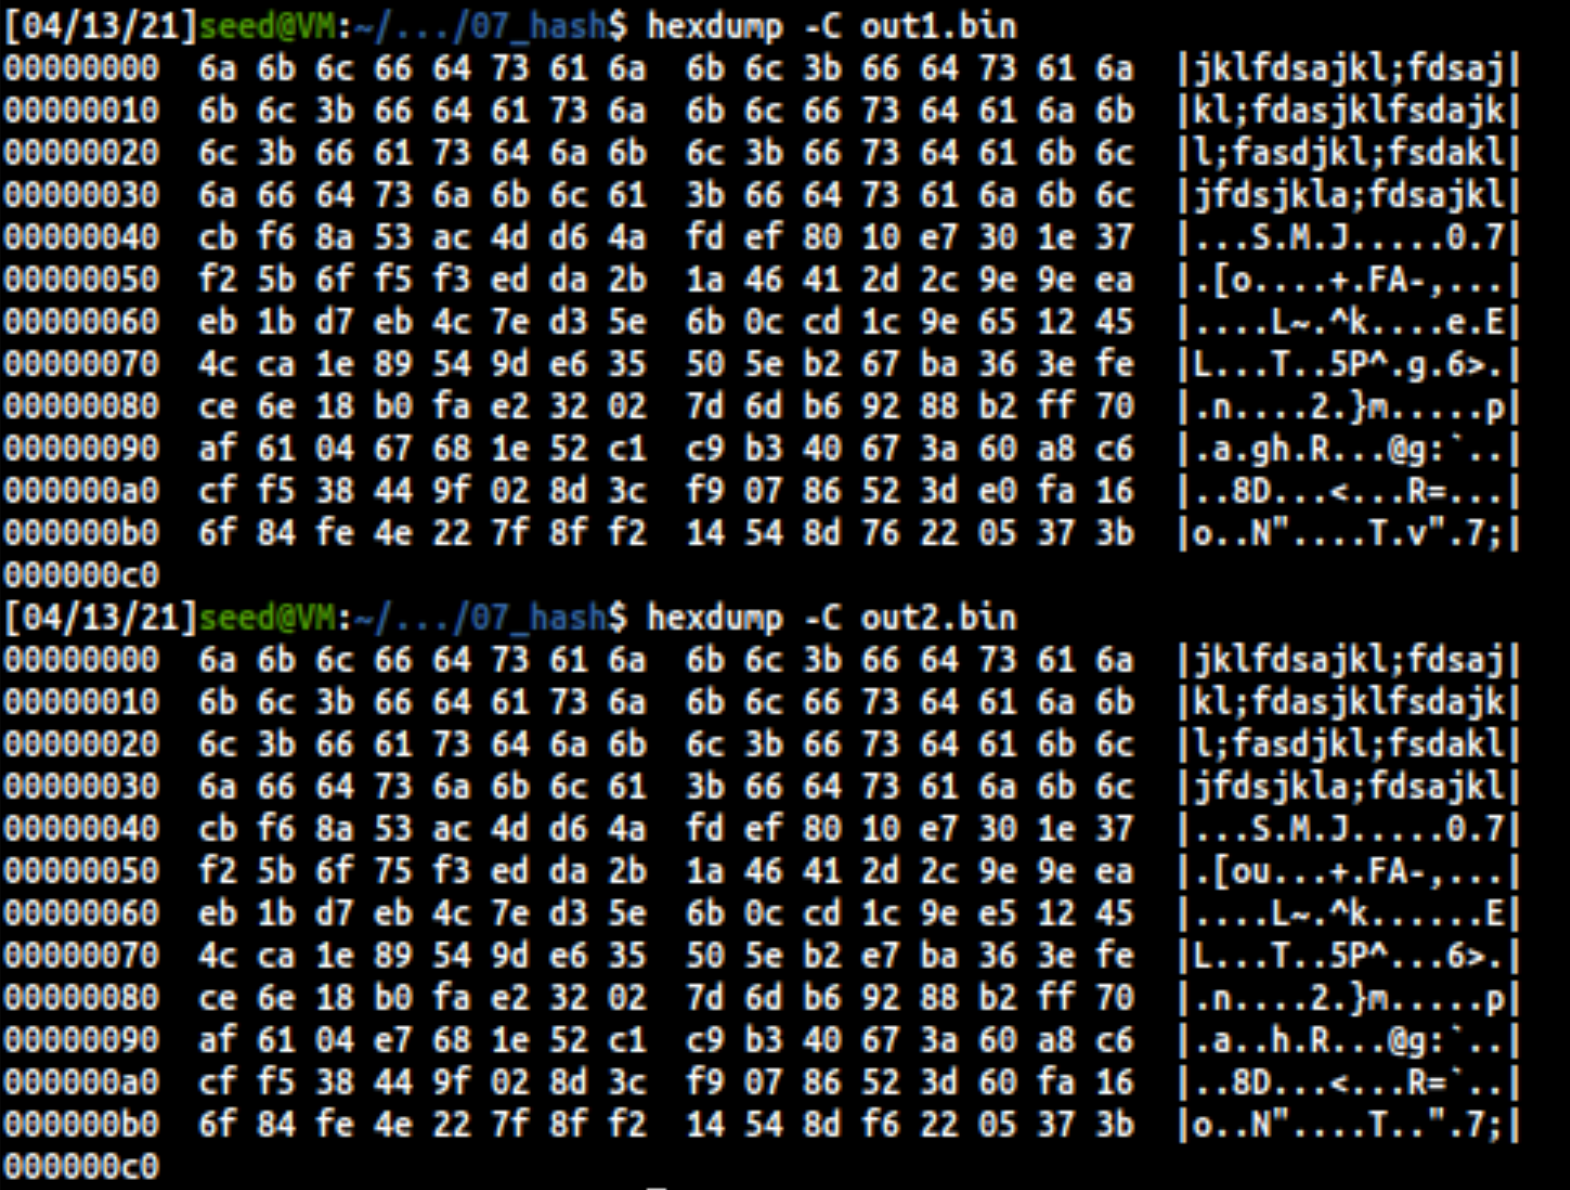 [04/13/21]seed@VM:~/.../07_hash$ hexdump -C out1.bin
00000000  6a 6b 6c 66 64 73 61 6a  6b 6c 3b 66 64 73 61 6a  |jklfdsajkl;fdsaj|
00000010  6b 6c 3b 66 64 61 73 6a  6b 6c 66 73 64 61 6a 6b  |kl;fdasjklfsdajk|
00000020  6c 3b 66 61 73 64 6a 6b  6c 3b 66 73 64 61 6b 6c  |l;fasdjkl;fsdakl|
00000030  6a 66 64 73 6a 6b 6c 61  3b 66 64 73 61 6a 6b 6c  |jfdsjkla;fdsajkl|
00000040  cb f6 8a 53 ac 4d d6 4a  fd ef 80 10 e7 30 1e 37  |...S.M.J.....0.7|
00000050  f2 5b 6f f5 f3 ed da 2b  1a 46 41 2d 2c 9e 9e ea  |.[o....+.FA-,...|
00000060  eb 1b d7 eb 4c 7e d3 5e  6b 0c cd 1c 9e 65 12 45  |....L~.^k....e.E|
00000070  4c ca 1e 89 54 9d e6 35  50 5e b2 67 ba 36 3e fe  |L...T..5P^.g.6>.|
00000080  ce 6e 18 b0 fa e2 32 02  7d 6d b6 92 88 b2 ff 70  |.n....2.}m.....p|
00000090  af 61 04 67 68 1e 52 c1  c9 b3 40 67 3a 60 a8 c6  |.a.gh.R...@g:`..|
000000a0  cf f5 38 44 9f 02 8d 3c  f9 07 86 52 3d e0 fa 16  |..8D...<...R=...|
000000b0  6f 84 fe 4e 22 7f 8f f2  14 54 8d 76 22 05 37 3b  |o..N"....T.v".7;|
000000c0
[04/13/21]seed@VM:~/.../07_hash$ hexdump -C out2.bin
00000000  6a 6b 6c 66 64 73 61 6a  6b 6c 3b 66 64 73 61 6a  |jklfdsajkl;fdsaj|
00000010  6b 6c 3b 66 64 61 73 6a  6b 6c 66 73 64 61 6a 6b  |kl;fdasjklfsdajk|
00000020  6c 3b 66 61 73 64 6a 6b  6c 3b 66 73 64 61 6b 6c  |l;fasdjkl;fsdakl|
00000030  6a 66 64 73 6a 6b 6c 61  3b 66 64 73 61 6a 6b 6c  |jfdsjkla;fdsajkl|
00000040  cb f6 8a 53 ac 4d d6 4a  fd ef 80 10 e7 30 1e 37  |...S.M.J.....0.7|
00000050  f2 5b 6f 75 f3 ed da 2b  1a 46 41 2d 2c 9e 9e ea  |.[ou...+.FA-,...|
00000060  eb 1b d7 eb 4c 7e d3 5e  6b 0c cd 1c 9e e5 12 45  |....L~.^k......E|
00000070  4c ca 1e 89 54 9d e6 35  50 5e b2 e7 ba 36 3e fe  |L...T..5P^...6>.|
00000080  ce 6e 18 b0 fa e2 32 02  7d 6d b6 92 88 b2 ff 70  |.n....2.}m.....p|
00000090  af 61 04 e7 68 1e 52 c1  c9 b3 40 67 3a 60 a8 c6  |.a..h.R...@g:`..|
000000a0  cf f5 38 44 9f 02 8d 3c  f9 07 86 52 3d 60 fa 16  |..8D...<...R=`..|
000000b0  6f 84 fe 4e 22 7f 8f f2  14 54 8d f6 22 05 37 3b  |o..N"....T..".7;|
000000c0